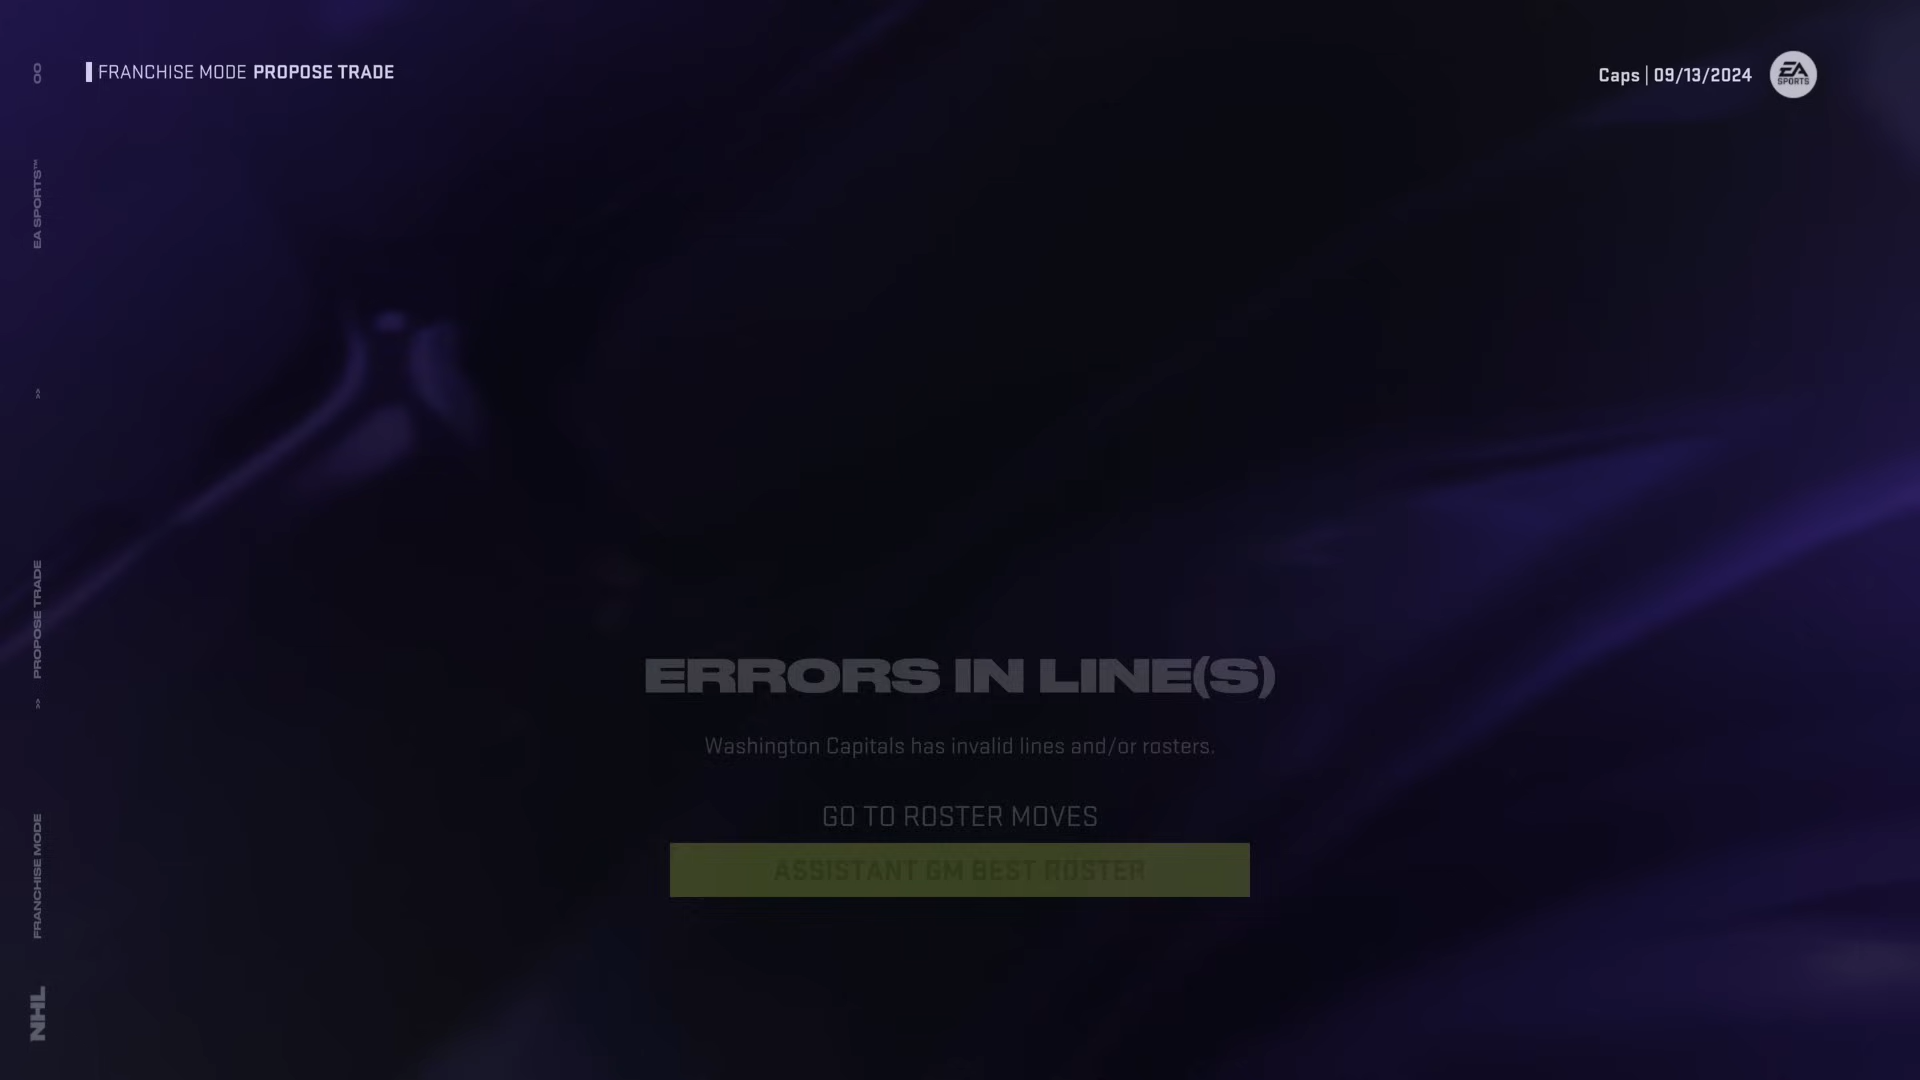 FRANCHISE MODE PROPOSE TRADE
Caps | 09/13/2024
EA SPORTS
OO
EA SPORTS™
>>
PROPOSE TRADE
>>
FRANCHISE MODE
NHL
ERRORS IN LINE(S)
Washington Capitals has invalid lines and/or rosters.
GO TO ROSTER MOVES
ASSISTANT GM BEST ROSTER